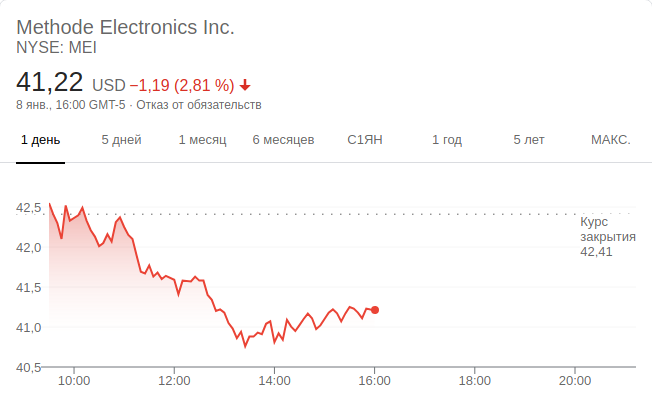 Methode Electronics Inc.
NYSE: MEI
41,22 USD −1,19 (2,81 %)
8 янв., 16:00 GMT-5 · Отказ от обязательств
1 день 5 дней 1 месяц 6 месяцев С1ЯН 1 год 5 лет МАКС.
42,5
Курс
закрытия
42,41
42,0
41,5
41,0
40,5
10:00 12:00 14:00 16:00 18:00 20:00